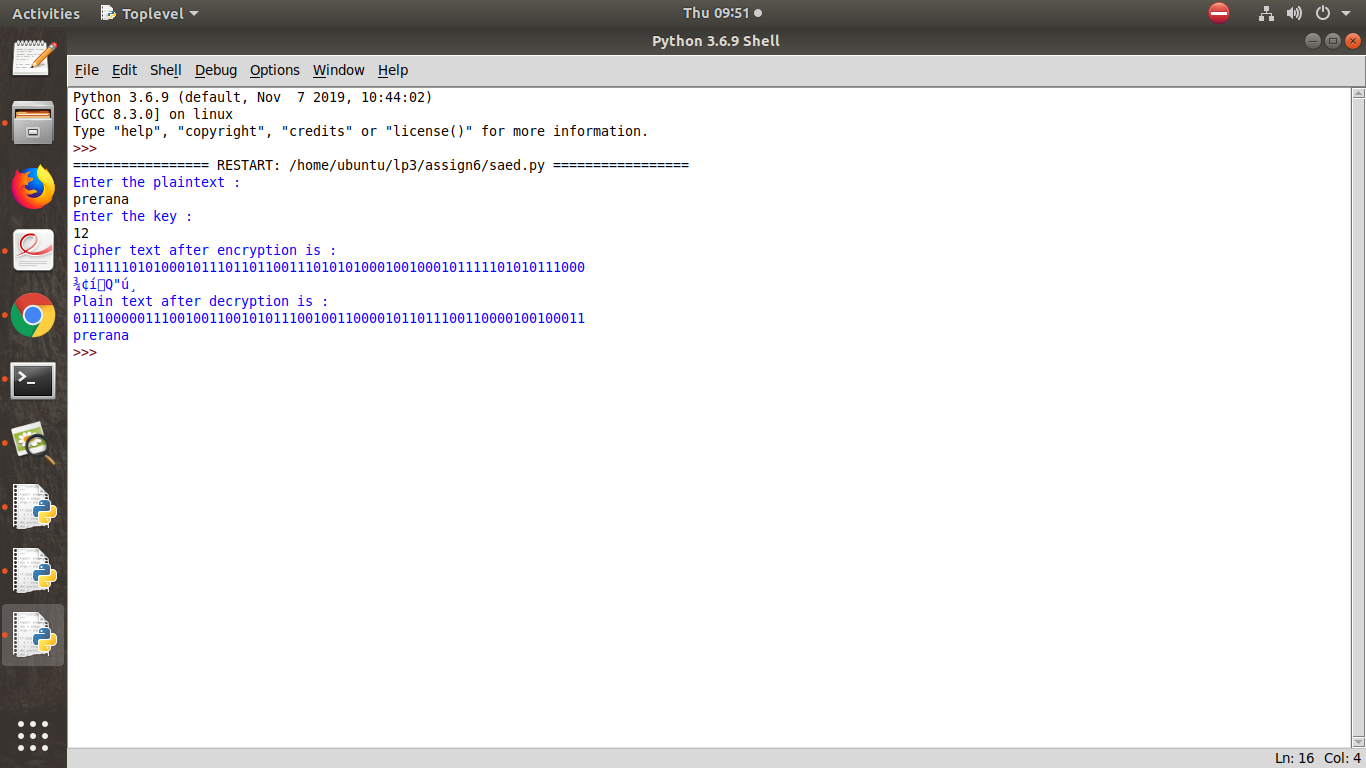 Activities Toplevel Thu 09:51
Python 3.6.9 Shell
File Edit Shell Debug Options Window Help
Python 3.6.9 (default, Nov  7 2019, 10:44:02)
[GCC 8.3.0] on linux
Type "help", "copyright", "credits" or "license()" for more information.
>>>
================= RESTART: /home/ubuntu/lp3/assign6/saed.py =================
Enter the plaintext :
prerana
Enter the key :
12
Cipher text after encryption is :
1011111010100010111011011001110101010001001000101111101010111000
¾¢íQ"ú¸
Plain text after decryption is :
0111000001110010011001010111001001100001011011100110000100100011
prerana
>>>
Ln: 16 Col: 4